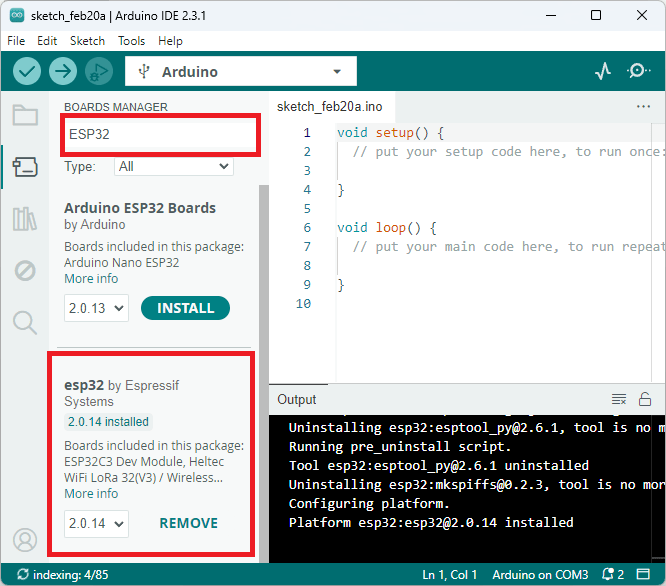 sketch_feb20a | Arduino IDE 2.3.1
File Edit Sketch Tools Help
Arduino
BOARDS MANAGER
ESP32
Type: All
Arduino ESP32 Boards
by Arduino
Boards included in this package:
Arduino Nano ESP32
More info
2.0.13 INSTALL
esp32 by Espressif
Systems
2.0.14 installed
Boards included in this package:
ESP32C3 Dev Module, Heltec
WiFi LoRa 32(V3) / Wireless...
More info
2.0.14 REMOVE
sketch_feb20a.ino
1 void setup() {
2 // put your setup code here, to run once:
3
4 }
5
6 void loop() {
7 // put your main code here, to run repeat
8
9 }
10
Output
Uninstalling esp32:esptool_py@2.6.1, tool is no m
Running pre_uninstall script.
Tool esp32:esptool_py@2.6.1 uninstalled
Uninstalling esp32:mkspiffs@0.2.3, tool is no mor
Configuring platform.
Platform esp32:esp32@2.0.14 installed
indexing: 4/85 Ln 1, Col 1 Arduino on COM3 2